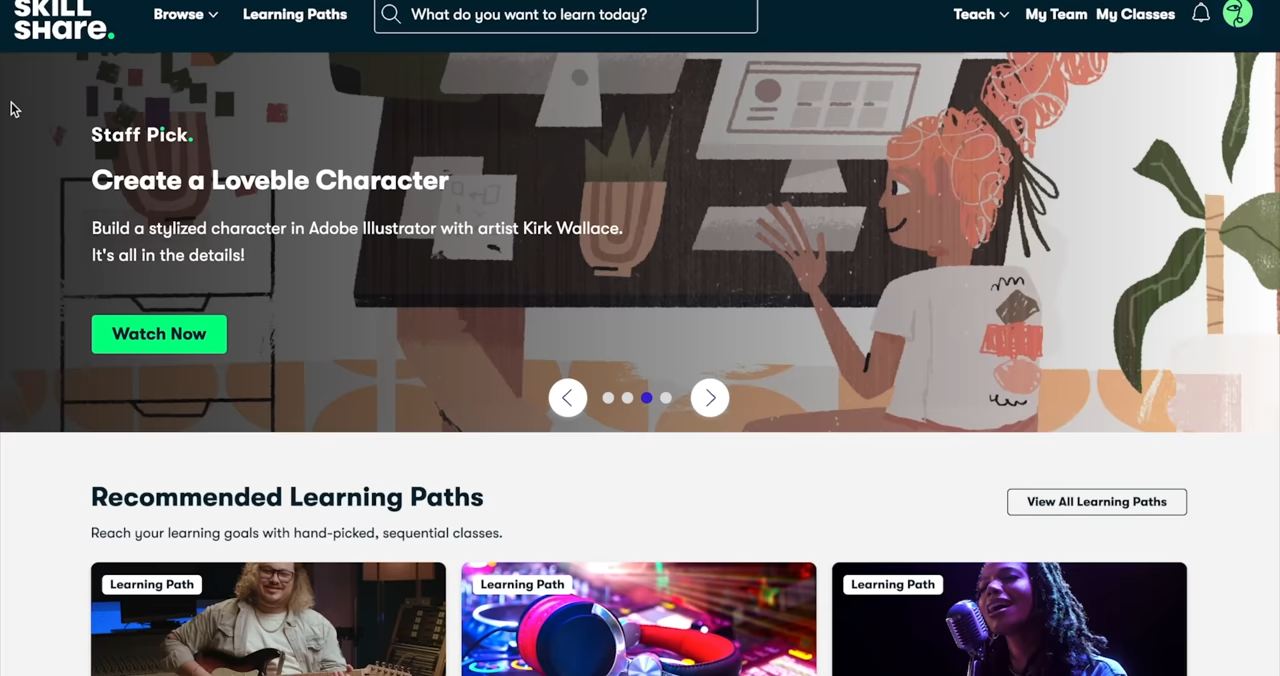 SKILL
SHare.
Browse
Learning Paths
What do you want to learn today?
Teach
My Team
My Classes
Staff Pick.
Create a Loveble Character
Build a stylized character in Adobe Illustrator with artist Kirk Wallace.
It's all in the details!
Watch Now
Recommended Learning Paths
View All Learning Paths
Reach your learning goals with hand-picked, sequential classes.
Learning Path
Learning Path
Learning Path